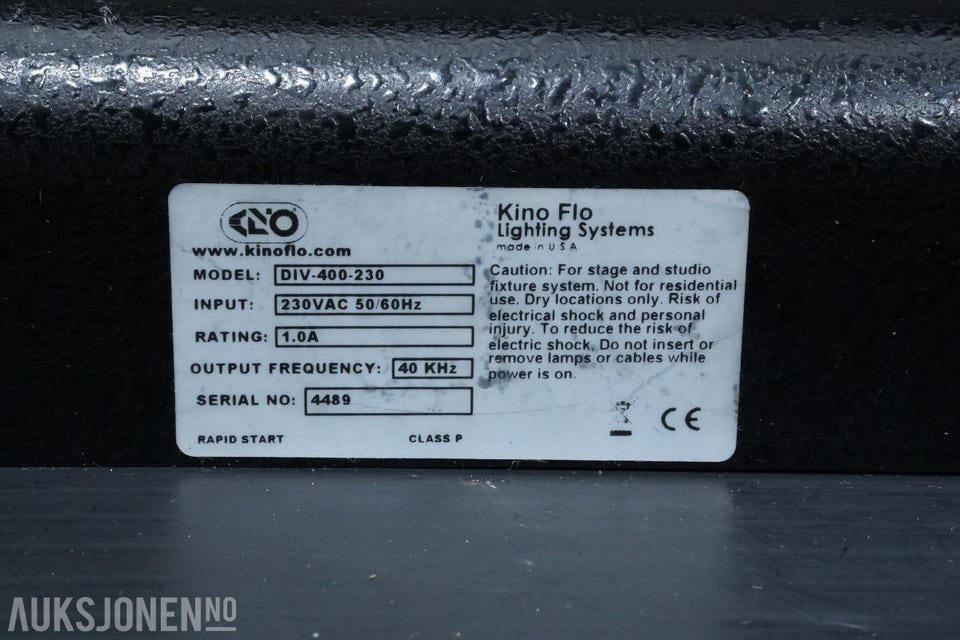 KINO
www.kinoflo.com
MODEL: DIV-400-230
INPUT: 230VAC 50/60Hz
RATING: 1.0A
OUTPUT FREQUENCY: 40 KHz
SERIAL NO: 4489
RAPID START CLASS P
Kino Flo
Lighting Systems
made in U S A
Caution: For stage and studio
fixture system. Not for residential
use. Dry locations only. Risk of
electrical shock and personal
injury. To reduce the risk of
electric shock, Do not insert or
remove lamps or cables while
power is on.
CE
AUKSJONEN.NO